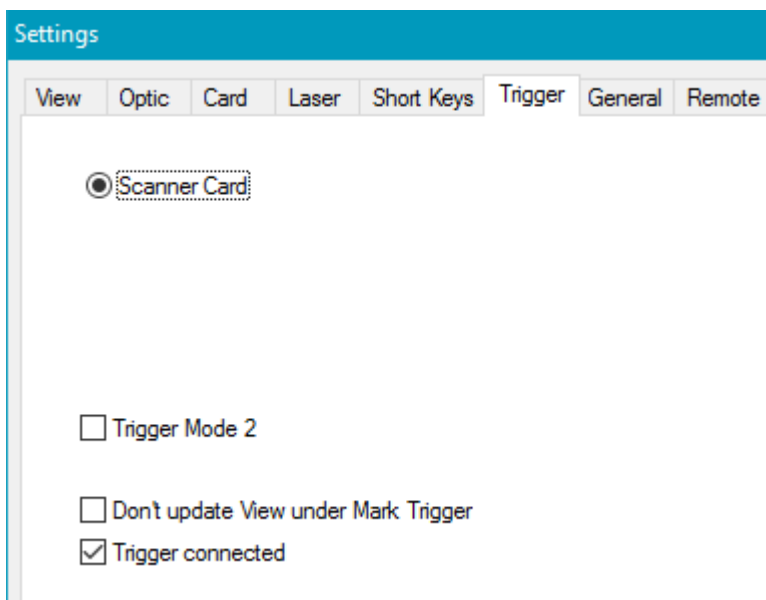 Settings
View Optic Card Laser Short Keys Trigger General Remote
Scanner Card
Trigger Mode 2
Don't update View under Mark Trigger
Trigger connected